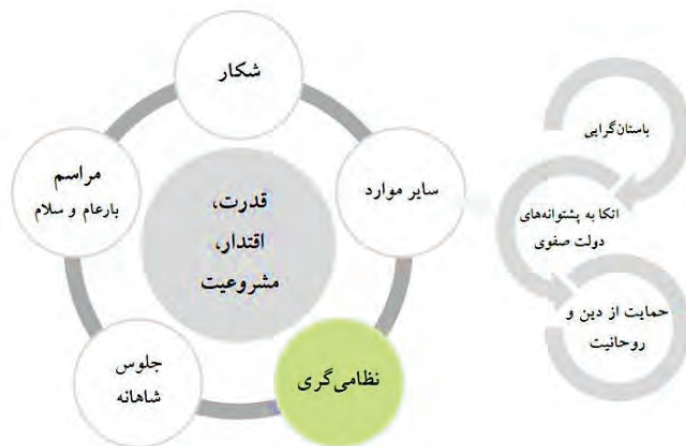 شکار
سایر موارد
نظامی‌گری
جلوس
شاهانه
مراسم
بارعام و سلام
قدرت،
اقتدار،
مشروعیت
باستان‌گرایی
اتکا به پشتوانه‌های
دولت صفوی
حمایت از دین و
روحانیت